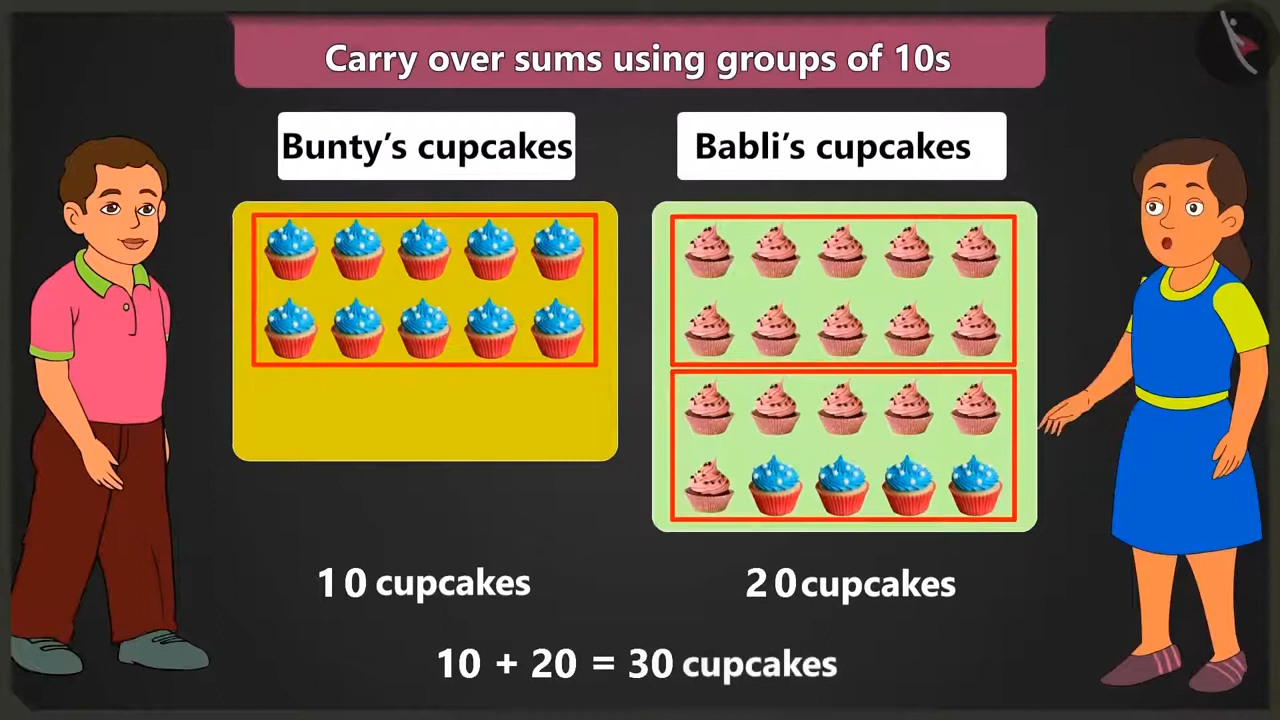 Carry over sums using groups of 10s
Bunty’s cupcakes
Babli’s cupcakes
10 cupcakes
20 cupcakes
10 + 20 = 30 cupcakes